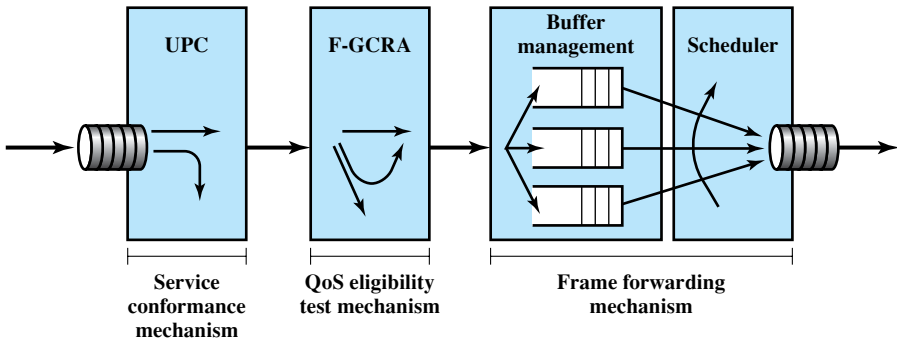 UPC
F-GCRA
Buffer
management
Scheduler
Service
conformance
mechanism
QoS eligibility
test mechanism
Frame forwarding
mechanism